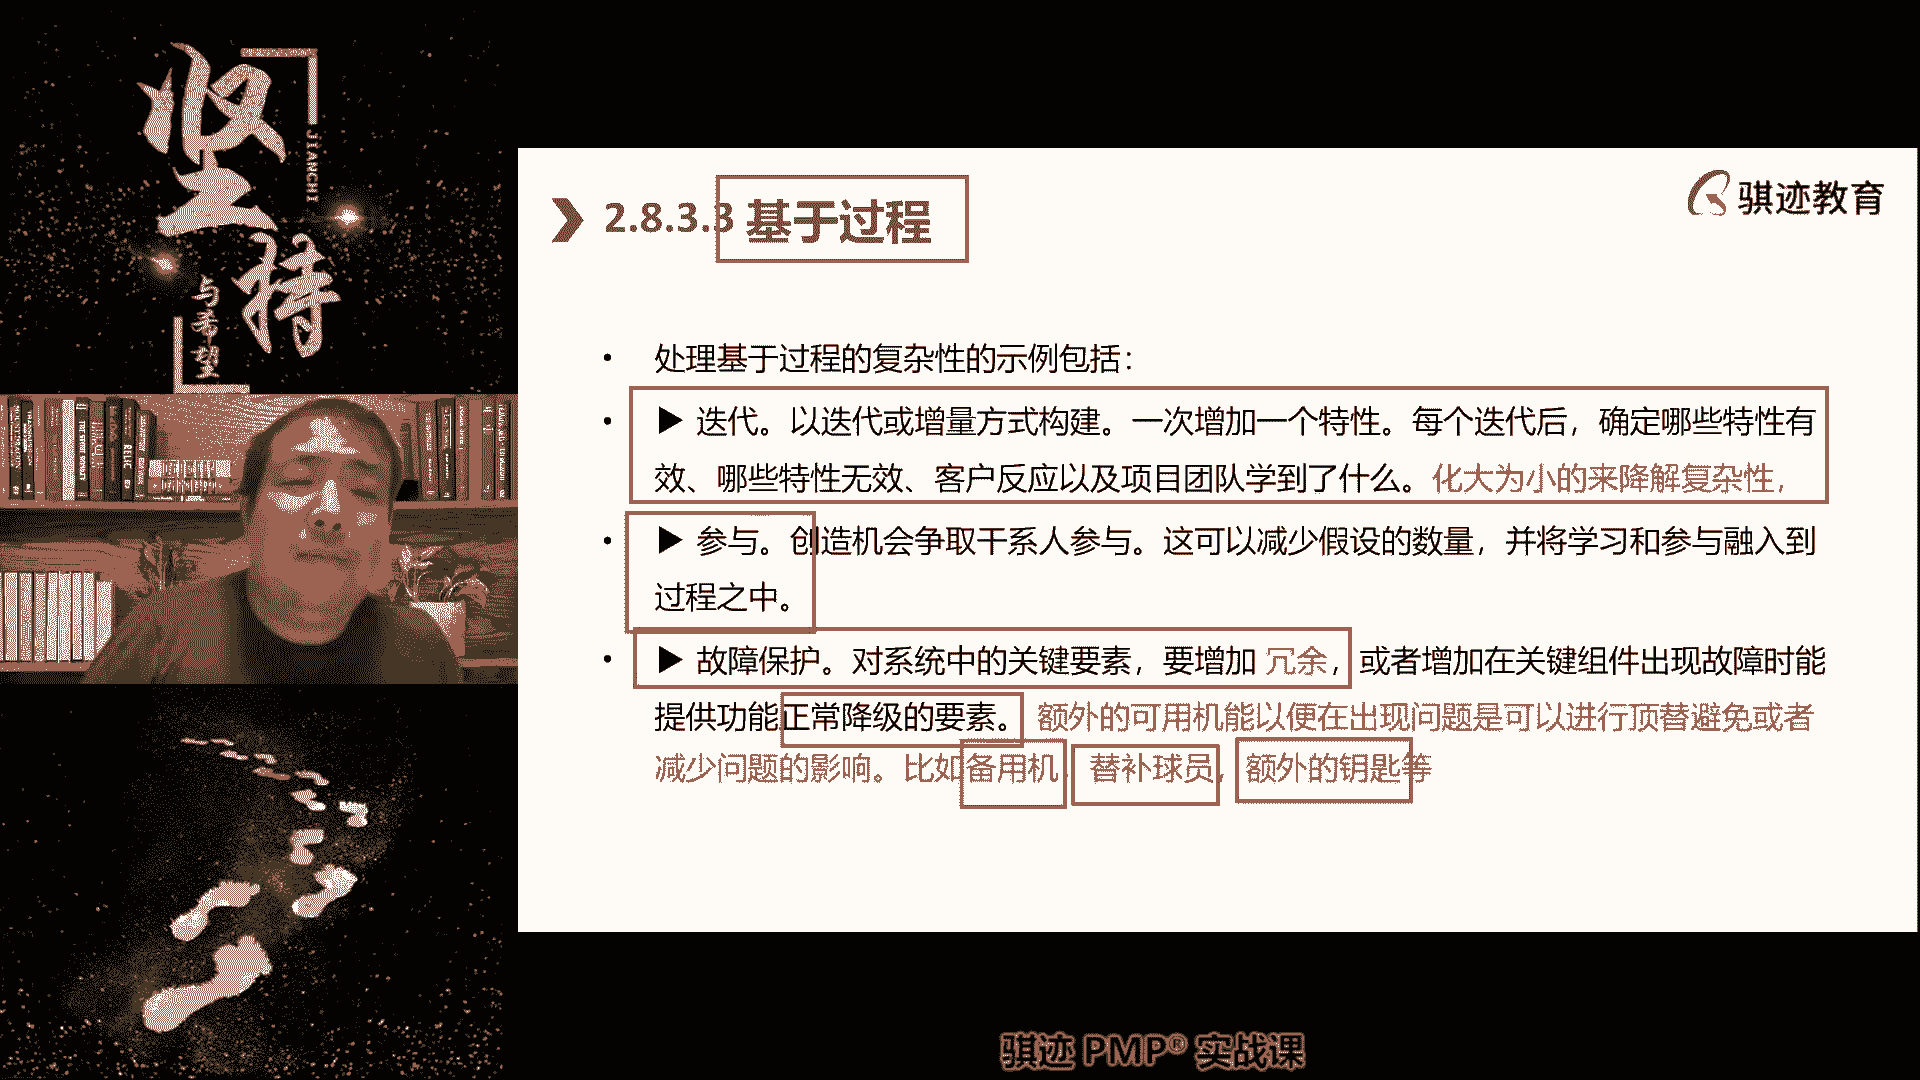 坚持
JIANCHI
与希望
骐迹教育
2.8.3.3 基于过程
• 处理基于过程的复杂性的示例包括：
• ▶ 迭代。以迭代或增量方式构建。一次增加一个特性。每个迭代后，确定哪些特性有
效、哪些特性无效、客户反应以及项目团队学到了什么。化大为小的来降解复杂性，
• ▶ 参与。创造机会争取干系人参与。这可以减少假设的数量，并将学习和参与融入到
过程之中。
• ▶ 故障保护。对系统中的关键要素，要增加 冗余，或者增加在关键组件出现故障时能
提供功能正常降级的要素。 额外的可用机能以便在出现问题是可以进行顶替避免或者
减少问题的影响。比如备用机，替补球员，额外的钥匙等
骐迹 PMP® 实战课